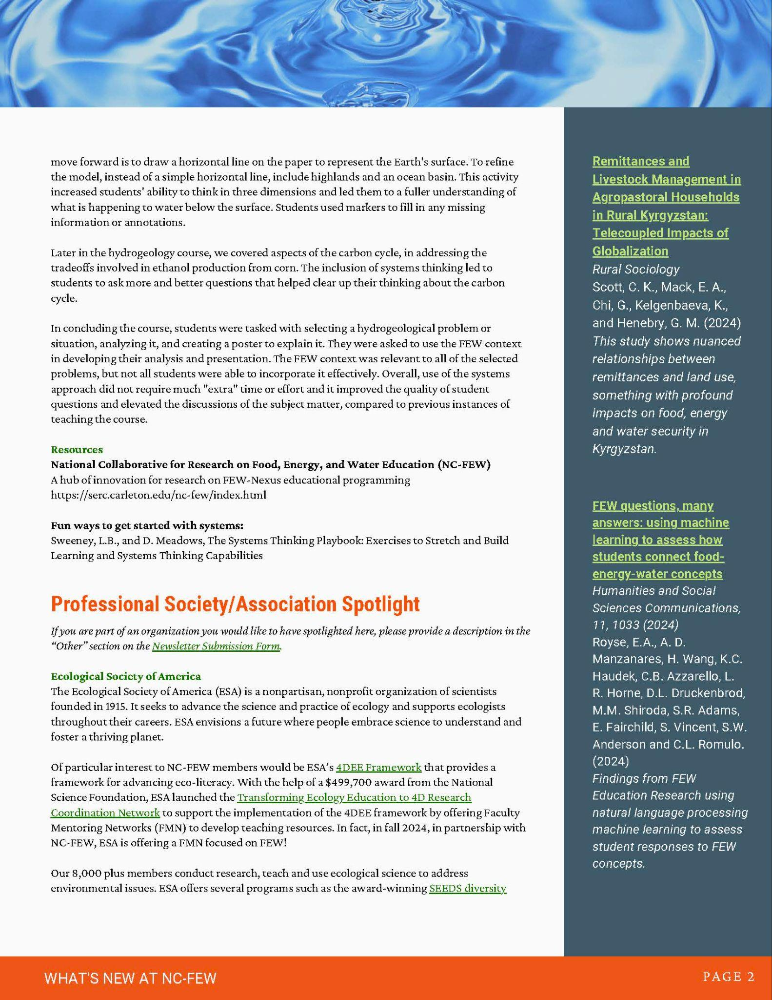 move forward is to draw a horizontal line on the paper to represent the Earth's surface. To refine
the model, instead of a simple horizontal line, include highlands and an ocean basin. This activity
increased students' ability to think in three dimensions and led them to a fuller understanding of
what is happening to water below the surface. Students used markers to fill in any missing
information or annotations.
Later in the hydrogeology course, we covered aspects of the carbon cycle, in addressing the
tradeoffs involved in ethanol production from corn. The inclusion of systems thinking led to
students to ask more and better questions that helped clear up their thinking about the carbon
cycle.
In concluding the course, students were tasked with selecting a hydrogeological problem or
situation, analyzing it, and creating a poster to explain it. They were asked to use the FEW context
in developing their analysis and presentation. The FEW context was relevant to all of the selected
problems, but not all students were able to incorporate it effectively. Overall, use of the systems
approach did not require much "extra" time or effort and it improved the quality of student
questions and elevated the discussions of the subject matter, compared to previous instances of
teaching the course.
Resources
National Collaborative for Research on Food, Energy, and Water Education (NC-FEW)
A hub of innovation for research on FEW-Nexus educational programming
https://serc.carleton.edu/nc-few/index.html
Fun ways to get started with systems:
Sweeney, L.B., and D. Meadows, The Systems Thinking Playbook: Exercises to Stretch and Build
Learning and Systems Thinking Capabilities
Professional Society/Association Spotlight
If you are part of an organization you would like to have spotlighted here, please provide a description in the
“Other” section on the Newsletter Submission Form.
Ecological Society of America
The Ecological Society of America (ESA) is a nonpartisan, nonprofit organization of scientists
founded in 1915. It seeks to advance the science and practice of ecology and supports ecologists
throughout their careers. ESA envisions a future where people embrace science to understand and
foster a thriving planet.
Of particular interest to NC-FEW members would be ESA’s 4DEE Framework that provides a
framework for advancing eco-literacy. With the help of a $499,700 award from the National
Science Foundation, ESA launched the Transforming Ecology Education to 4D Research
Coordination Network to support the implementation of the 4DEE framework by offering Faculty
Mentoring Networks (FMN) to develop teaching resources. In fact, in fall 2024, in partnership with
NC-FEW, ESA is offering a FMN focused on FEW!
Our 8,000 plus members conduct research, teach and use ecological science to address
environmental issues. ESA offers several programs such as the award-winning SEEDS diversity
Remittances and
Livestock Management in
Agropastoral Households
in Rural Kyrgyzstan:
Telecoupled Impacts of
Globalization
Rural Sociology
Scott, C. K., Mack, E. A.,
Chi, G., Kelgenbaeva, K.,
and Henebry, G. M. (2024)
This study shows nuanced
relationships between
remittances and land use,
something with profound
impacts on food, energy
and water security in
Kyrgyzstan.
FEW questions, many
answers: using machine
learning to assess how
students connect food-
energy-water concepts
Humanities and Social
Sciences Communications,
11, 1033 (2024)
Royse, E.A., A. D.
Manzanares, H. Wang, K.C.
Haudek, C.B. Azzarello, L.
R. Horne, D.L. Druckenbrod,
M.M. Shiroda, S.R. Adams,
E. Fairchild, S. Vincent, S.W.
Anderson and C.L. Romulo.
(2024)
Findings from FEW
Education Research using
natural language processing
machine learning to assess
student responses to FEW
concepts.
WHAT'S NEW AT NC-FEW
PAGE 2